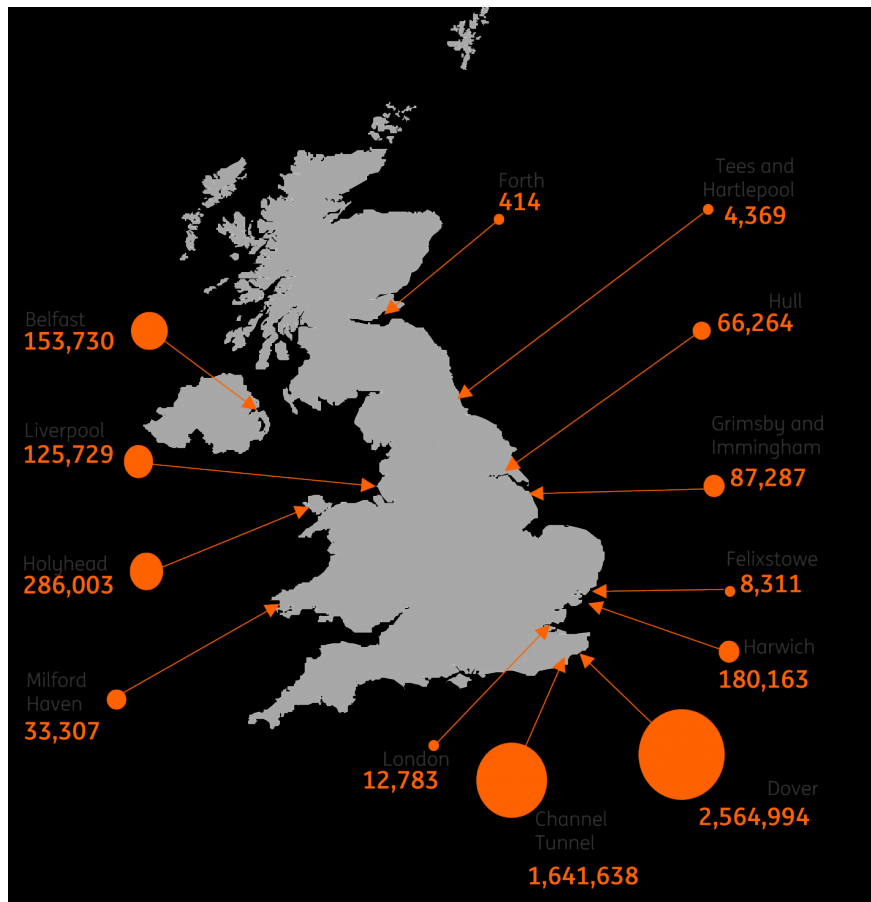 Forth
414
Tees and
Hartlepool
4,369
Hull
66,264
Belfast
153,730
Liverpool
125,729
Grimsby and
Immingham
87,287
Holyhead
286,003
Felixstowe
8,311
Harwich
180,163
Milford
Haven
33,307
London
12,783
Channel
Tunnel
1,641,638
Dover
2,564,994